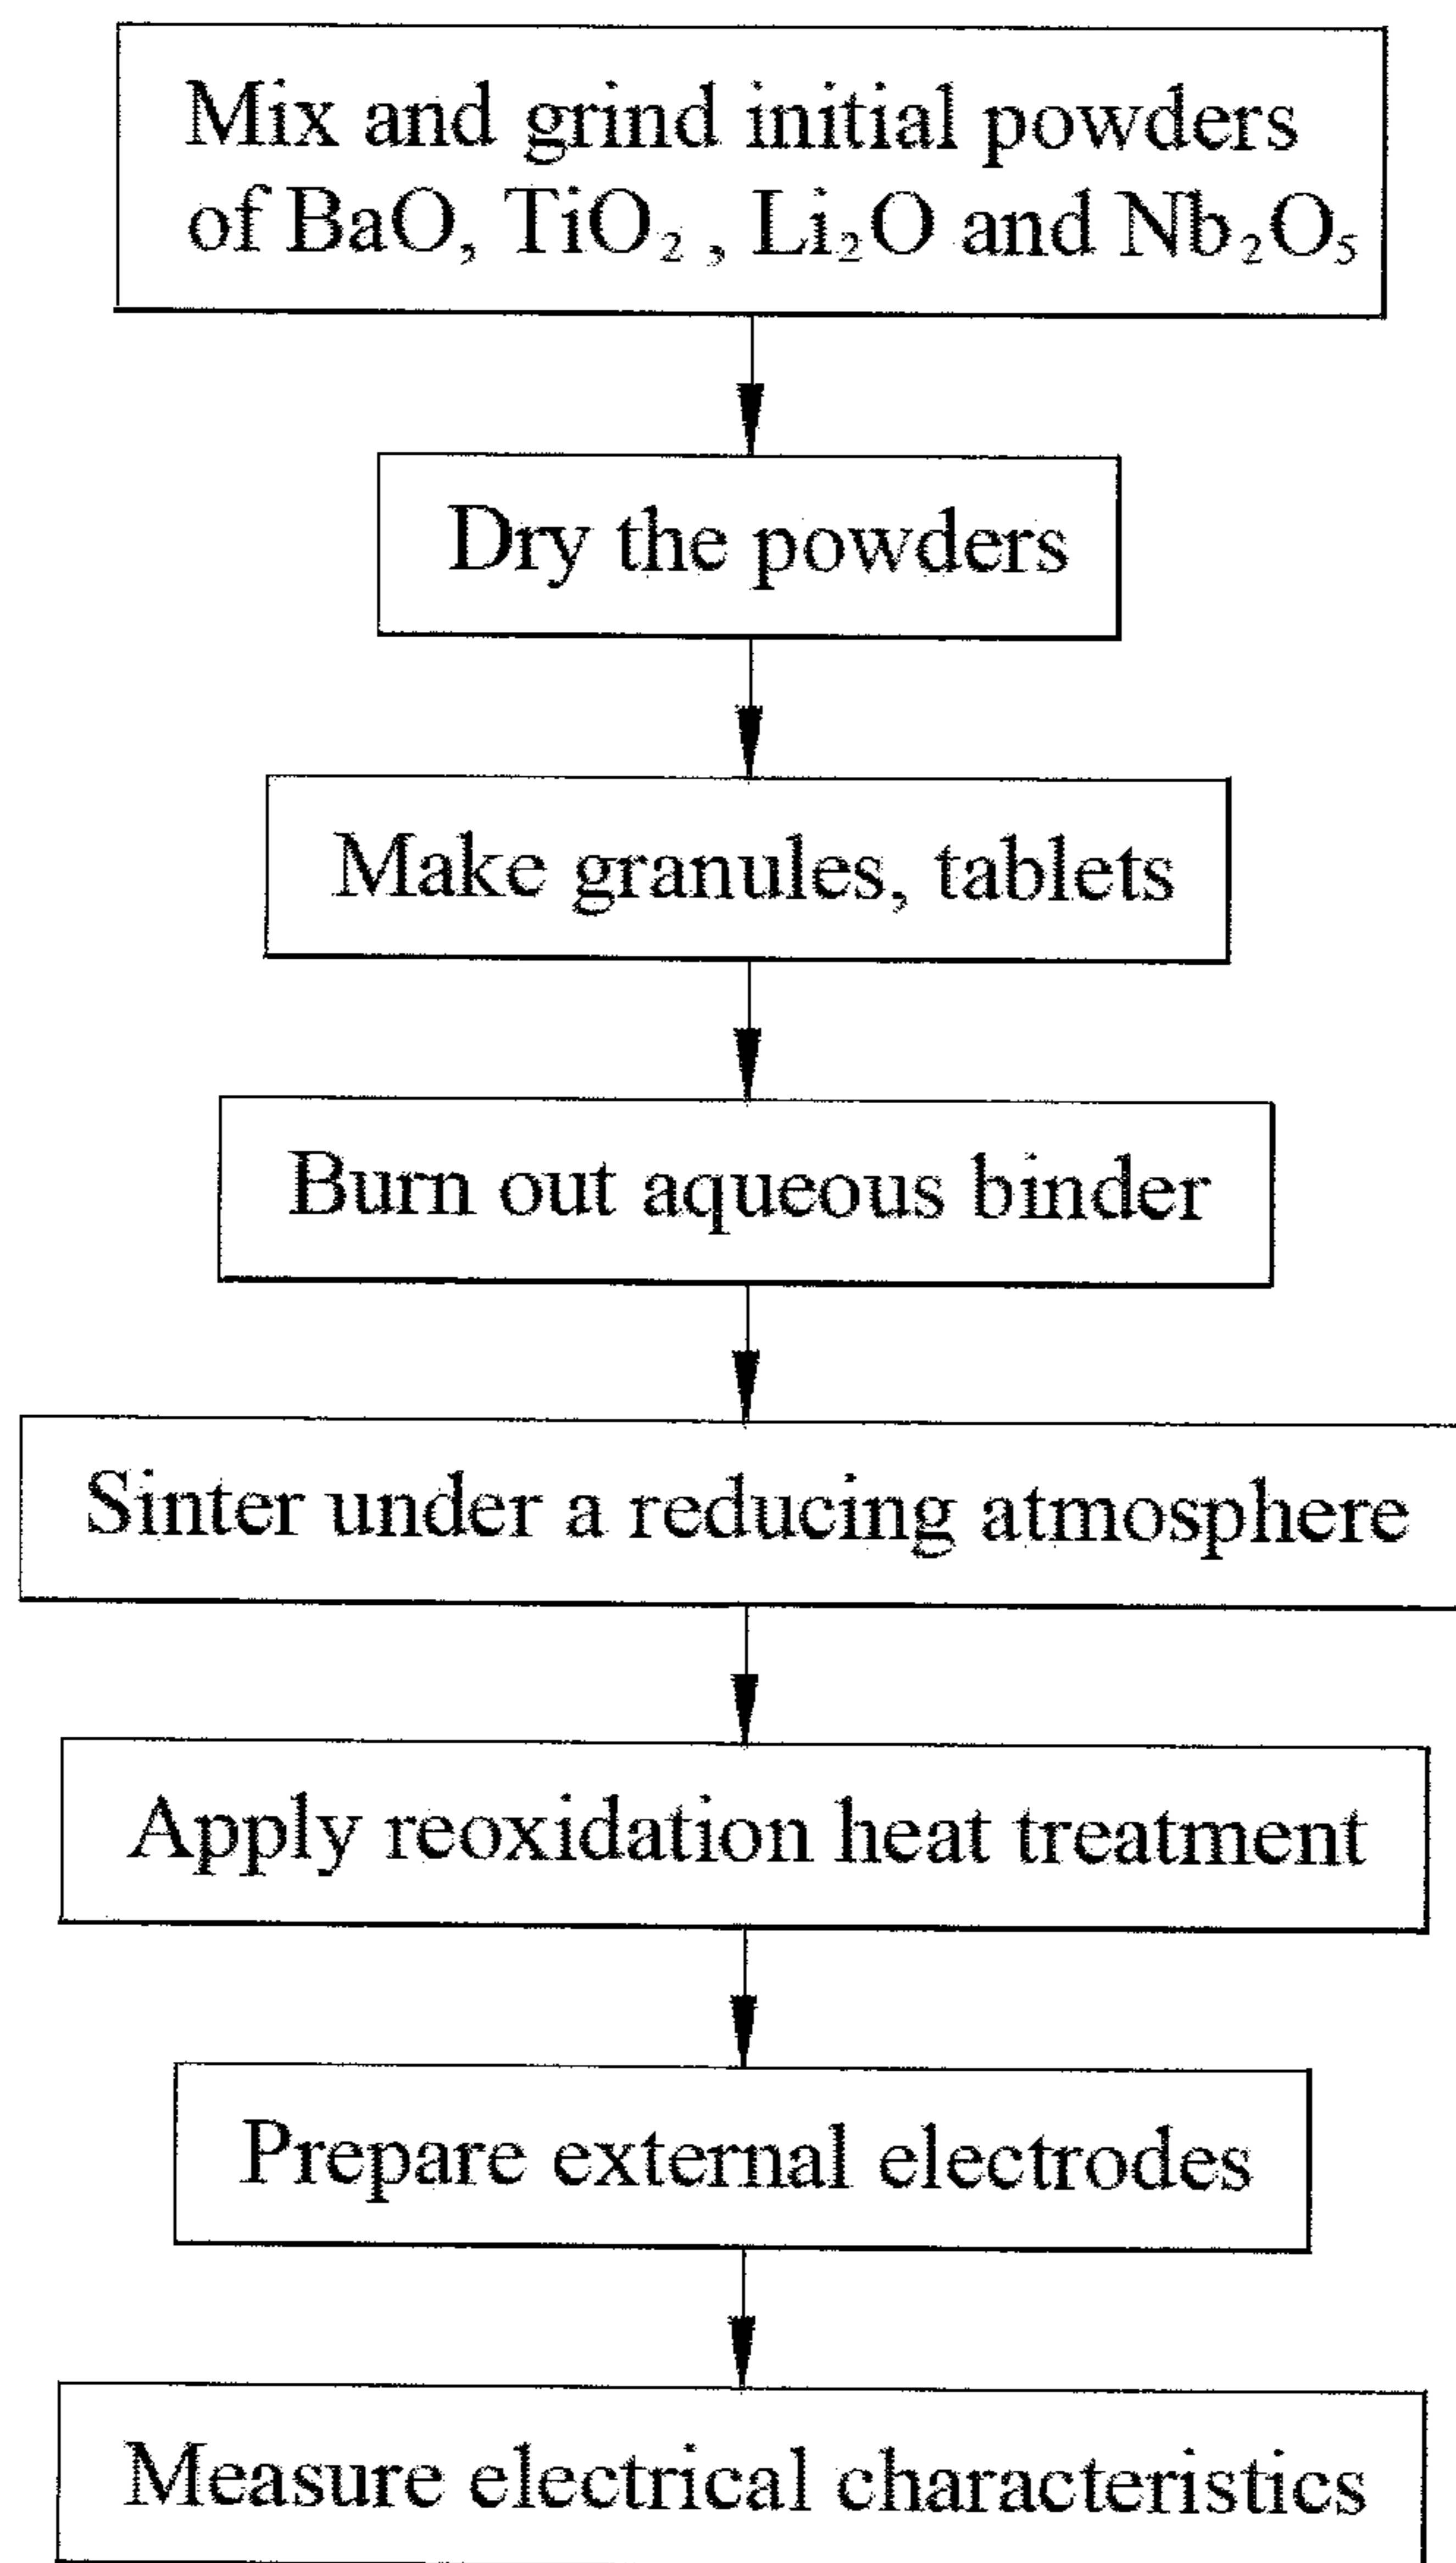 Mix and grind initial powders
of BaO, TiO₂, Li₂O and Nb₂O₅
Dry the powders
Make granules, tablets
Burn out aqueous binder
Sinter under a reducing atmosphere
Apply reoxidation heat treatment
Prepare external electrodes
Measure electrical characteristics